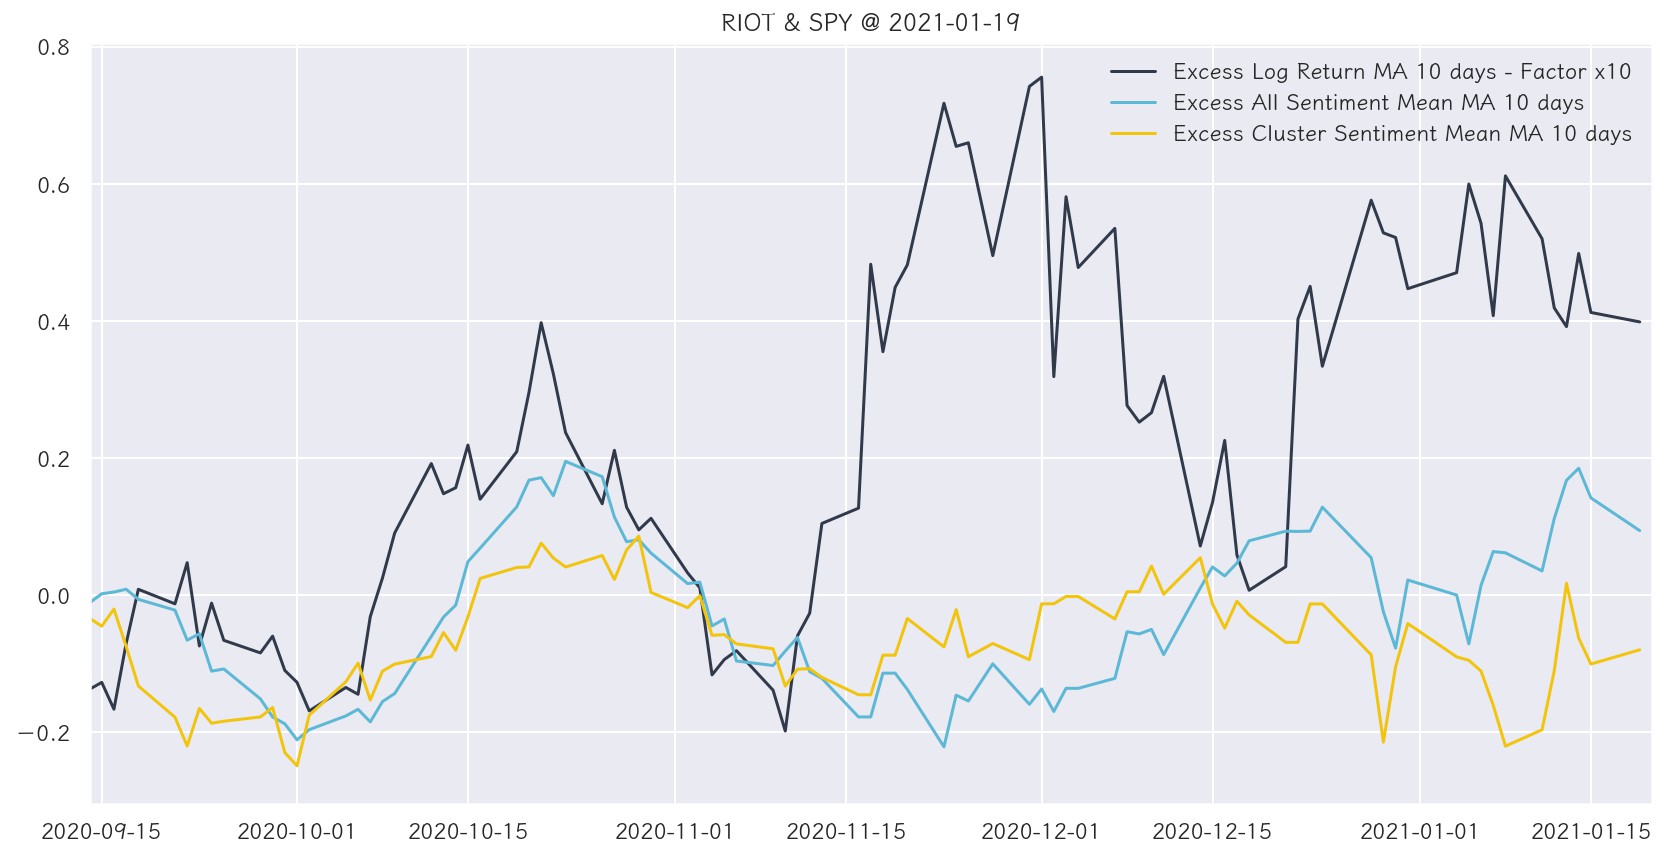 RIOT & SPY @ 2021-01-19
Excess Log Return MA 10 days - Factor x10
Excess All Sentiment Mean MA 10 days
Excess Cluster Sentiment Mean MA 10 days
0.8
0.6
0.4
0.2
0.0
−0.2
2020-09-15 2020-10-01 2020-10-15 2020-11-01 2020-11-15 2020-12-01 2020-12-15 2021-01-01 2021-01-15